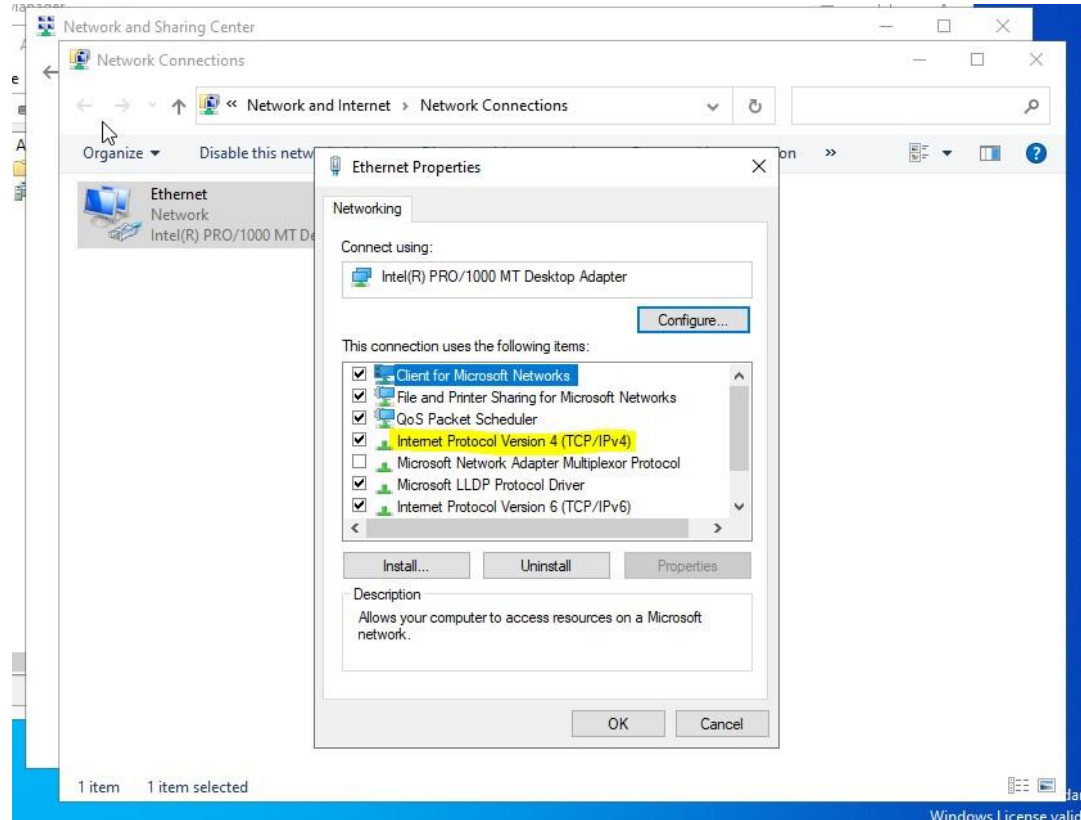 Network and Sharing Center
Network Connections
« Network and Internet › Network Connections
Organize
Disable this netw
on »
Ethernet Properties
Ethernet
Network
Intel(R) PRO/1000 MT De
Networking
Connect using:
Intel(R) PRO/1000 MT Desktop Adapter
Configure...
This connection uses the following items:
Client for Microsoft Networks
File and Printer Sharing for Microsoft Networks
QoS Packet Scheduler
Internet Protocol Version 4 (TCP/IPv4)
Microsoft Network Adapter Multiplexor Protocol
Microsoft LLDP Protocol Driver
Internet Protocol Version 6 (TCP/IPv6)
Install...
Uninstall
Properties
Description
Allows your computer to access resources on a Microsoft
network.
OK
Cancel
1 item 1 item selected
Windows License valid